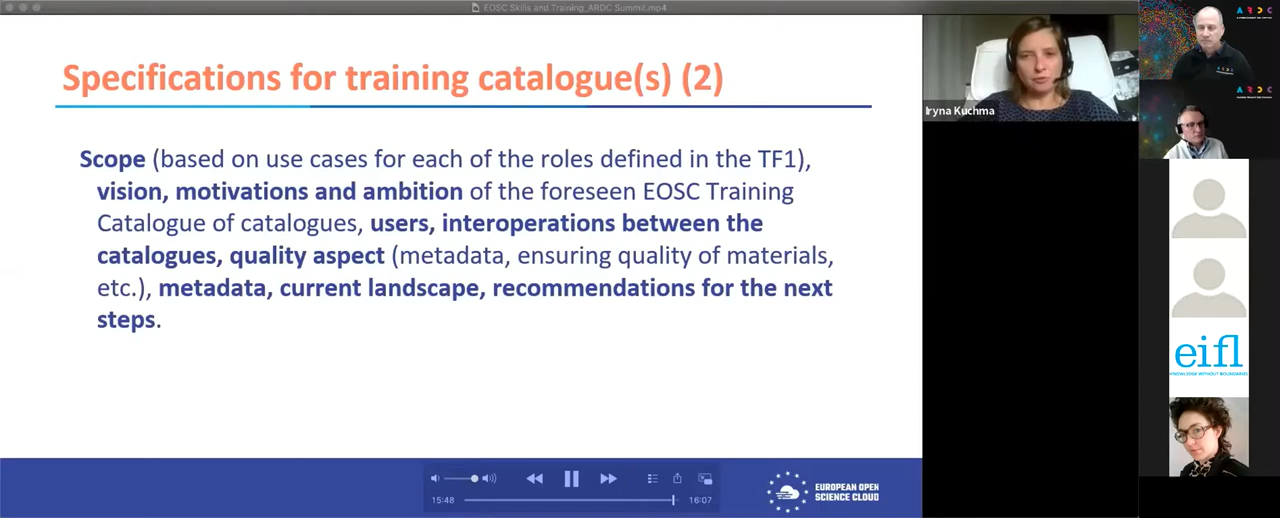 EOSC Skills and Training_ARDC Summit.mp4
Specifications for training catalogue(s) (2)
Scope (based on use cases for each of the roles defined in the TF1),
vision, motivations and ambition of the foreseen EOSC Training
Catalogue of catalogues, users, interoperations between the
catalogues, quality aspect (metadata, ensuring quality of materials,
etc.), metadata, current landscape, recommendations for the next
steps.
15:48
16:07
EUROPEAN OPEN
SCIENCE CLOUD
Iryna Kuchma
ARDC
ARDC
eifl
KNOWLEDGE WITHOUT BOUNDARIES